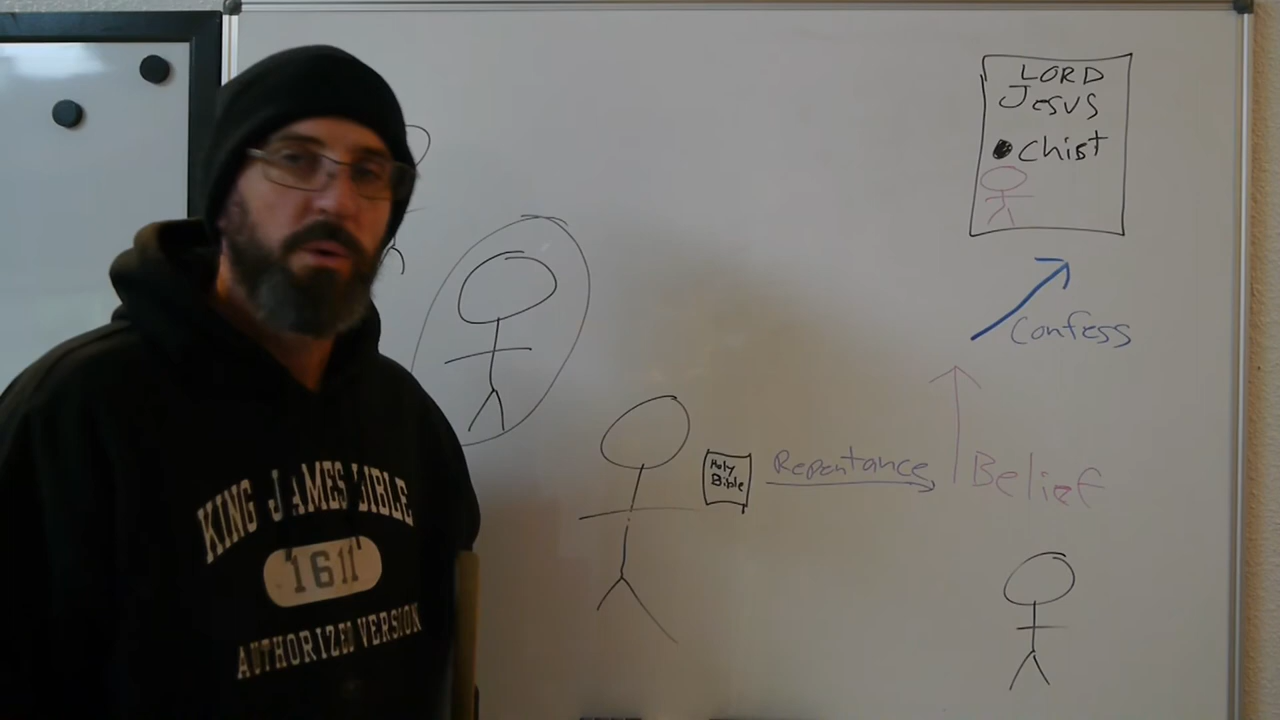 LORD
JESUS
Chist
Confess
Repentance
Belief
Holy
Bible
KING JAMES BIBLE
1611
AUTHORIZED VERSION